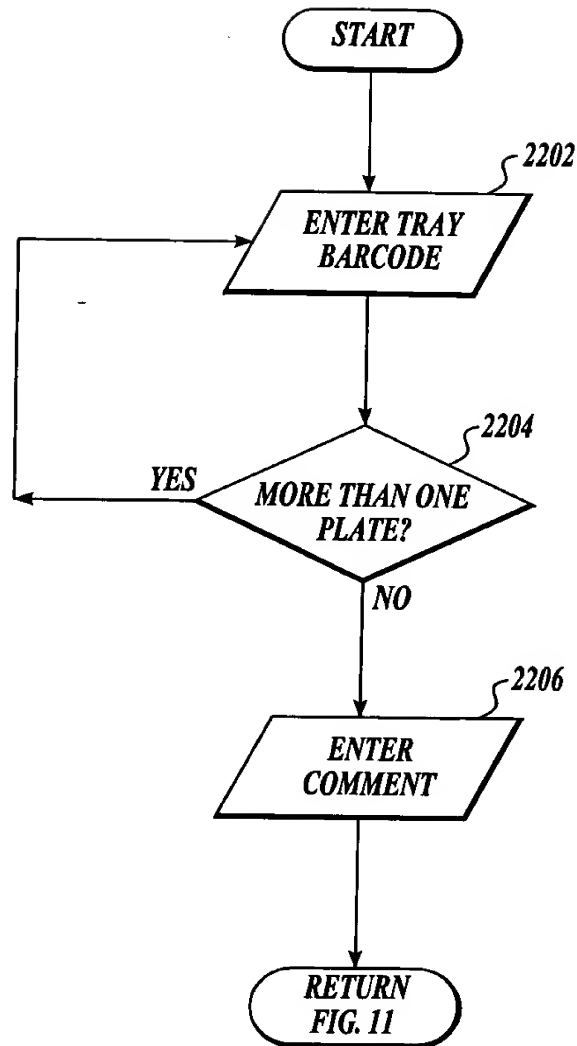 START
2202
ENTER TRAY
BARCODE
2204
YES
MORE THAN ONE
PLATE?
NO
2206
ENTER
COMMENT
RETURN
FIG. 11